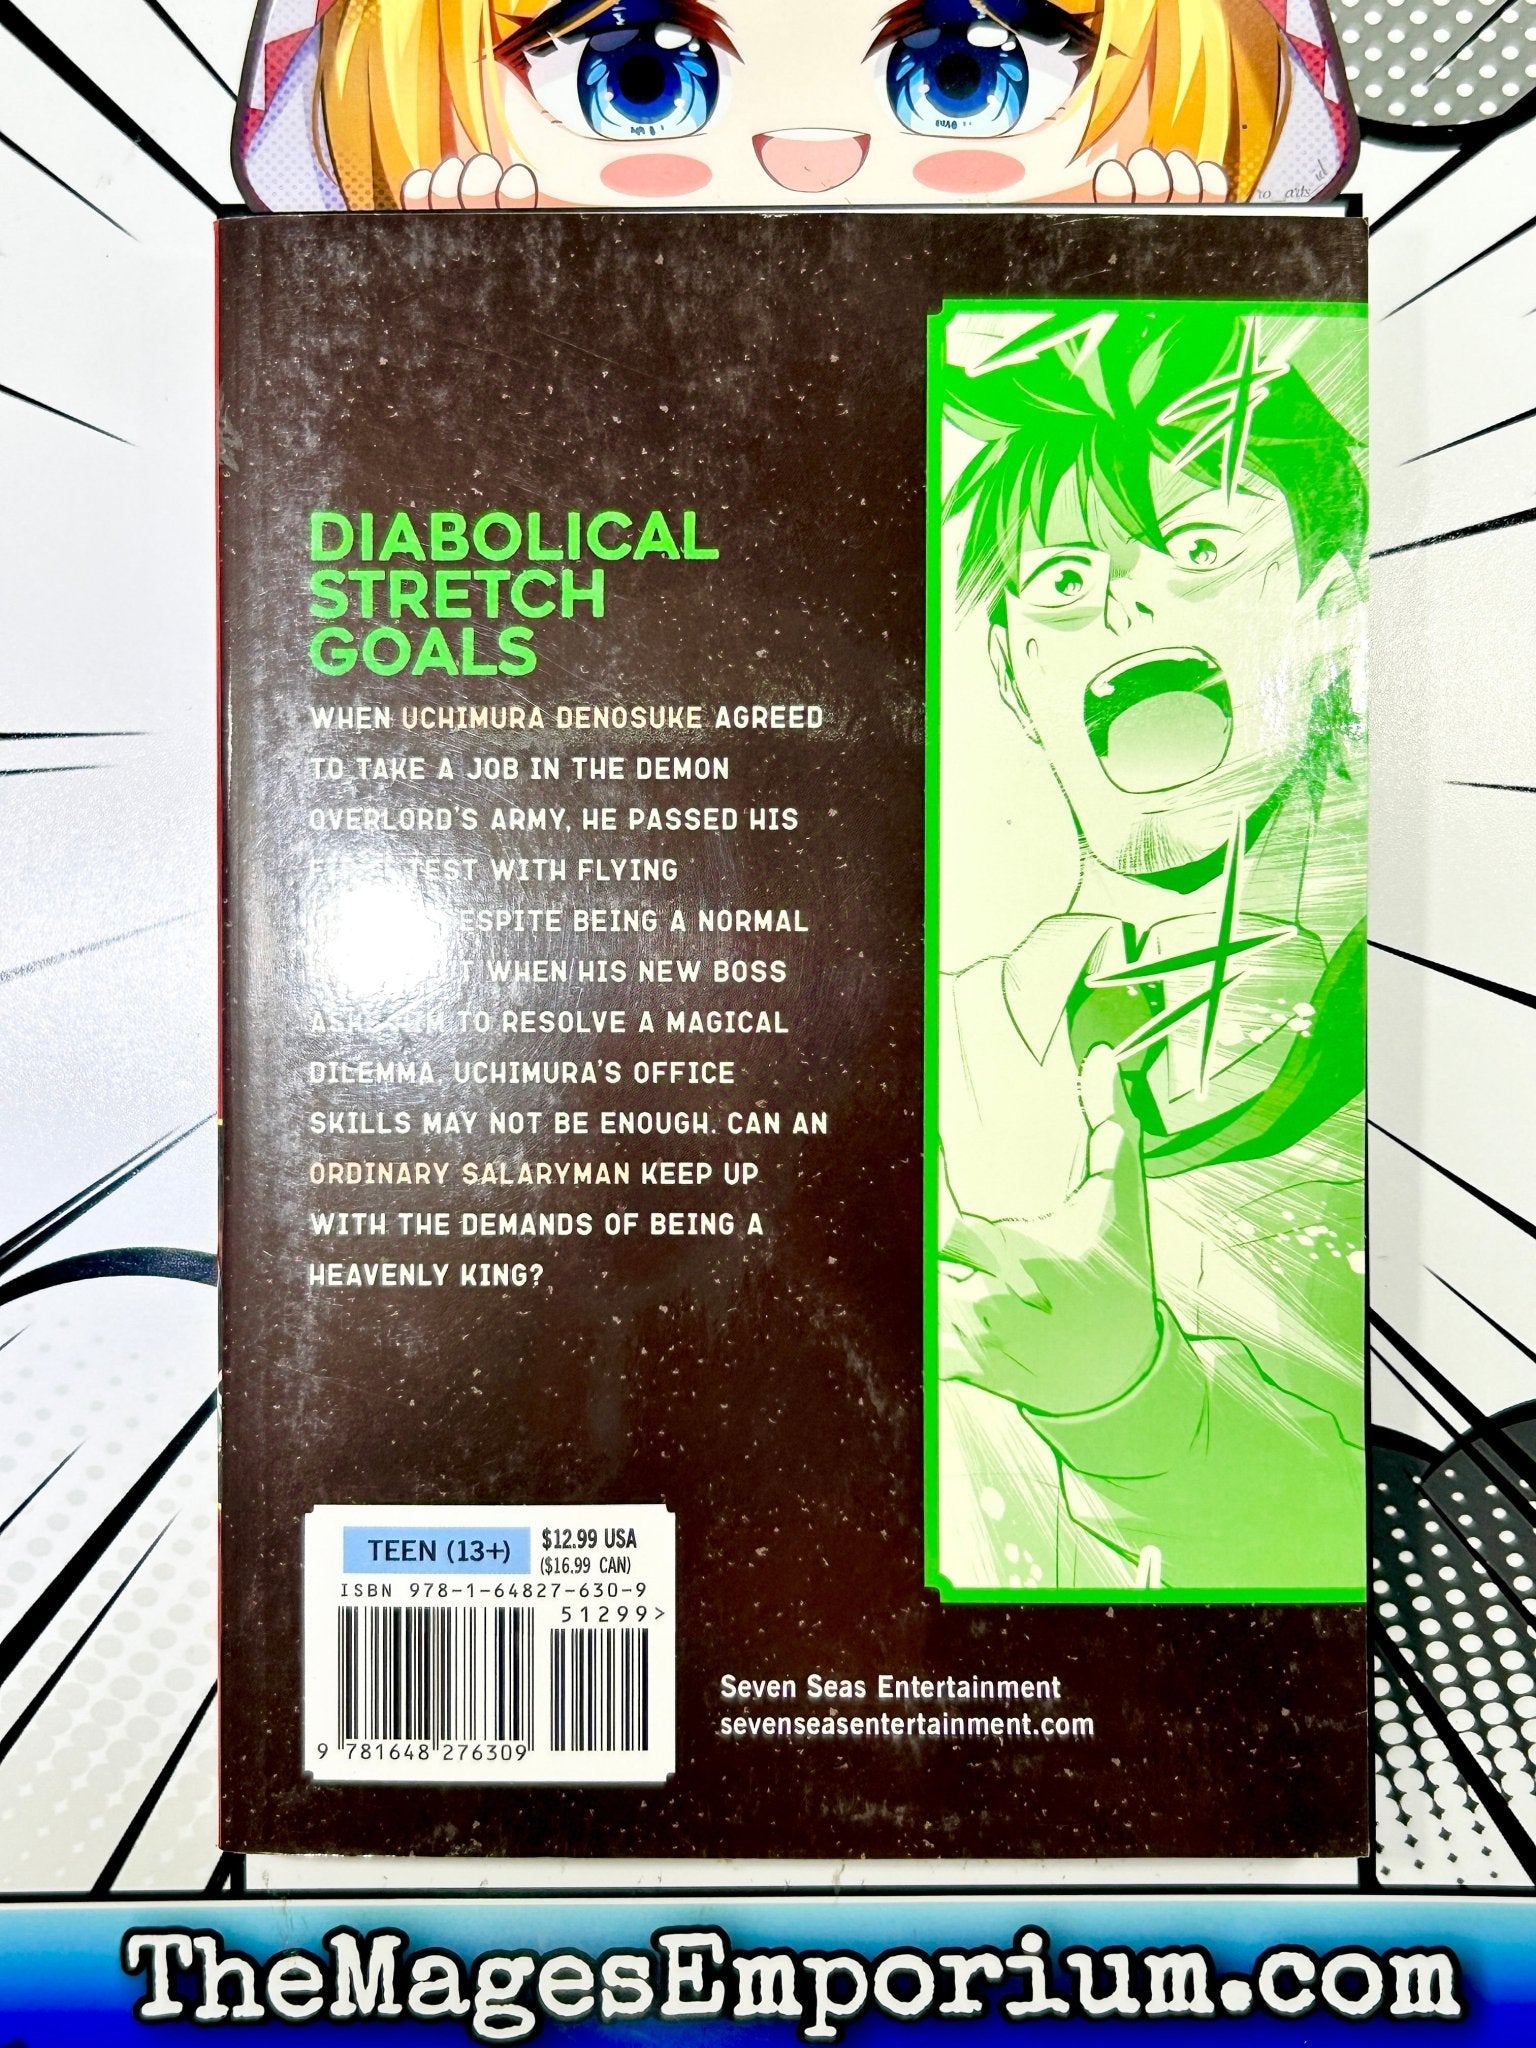 ro_arts_id
DIABOLICAL
STRETCH
GOALS
WHEN UCHIMURA DENOSUKE AGREED
TO TAKE A JOB IN THE DEMON
OVERLORD'S ARMY, HE PASSED HIS
TEST WITH FLYING
DESPITE BEING A NORMAL
BUT WHEN HIS NEW BOSS
ASKS HIM TO RESOLVE A MAGICAL
DILEMMA, UCHIMURA'S OFFICE
SKILLS MAY NOT BE ENOUGH. CAN AN
ORDINARY SALARYMAN KEEP UP
WITH THE DEMANDS OF BEING A
HEAVENLY KING?
TEEN (13+)
$12.99 USA
($16.99 CAN)
ISBN 978-1-64827-630-9
51299>
9 781648 276309
Seven Seas Entertainment
sevenseasentertainment.com
TheMagesEmporium.com